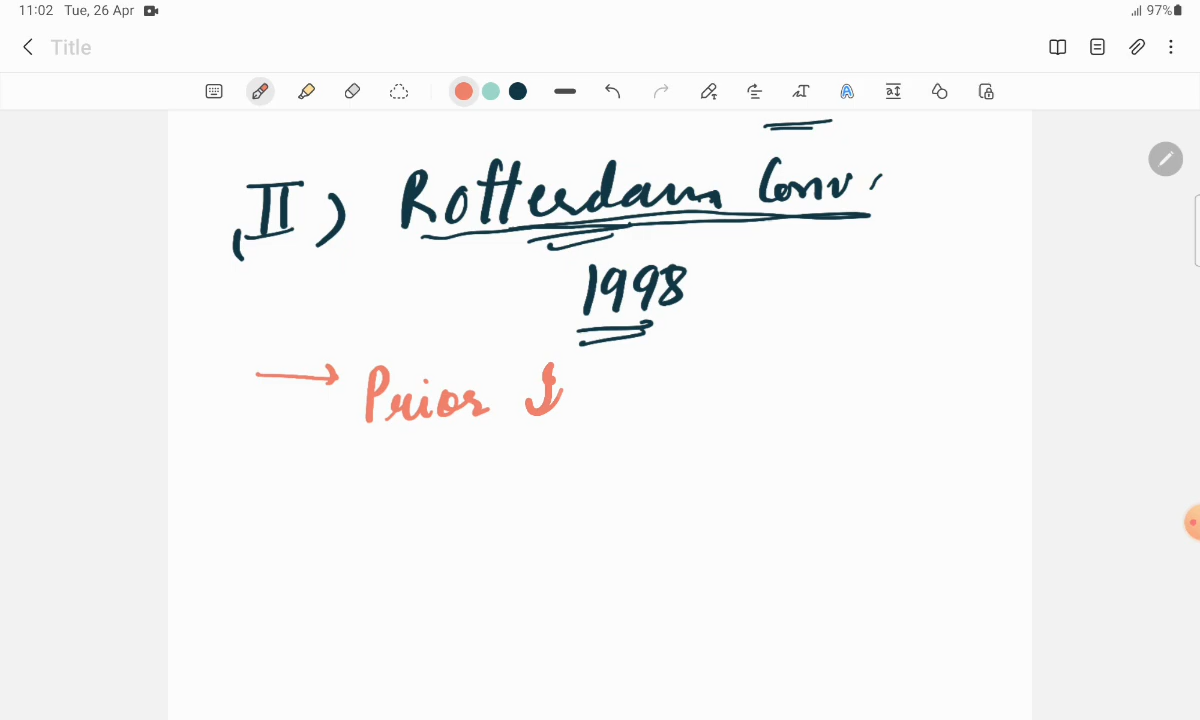 11:02 Tue, 26 Apr 97%
Title
II) Rotterdam Conv.
1998
→ Prior I